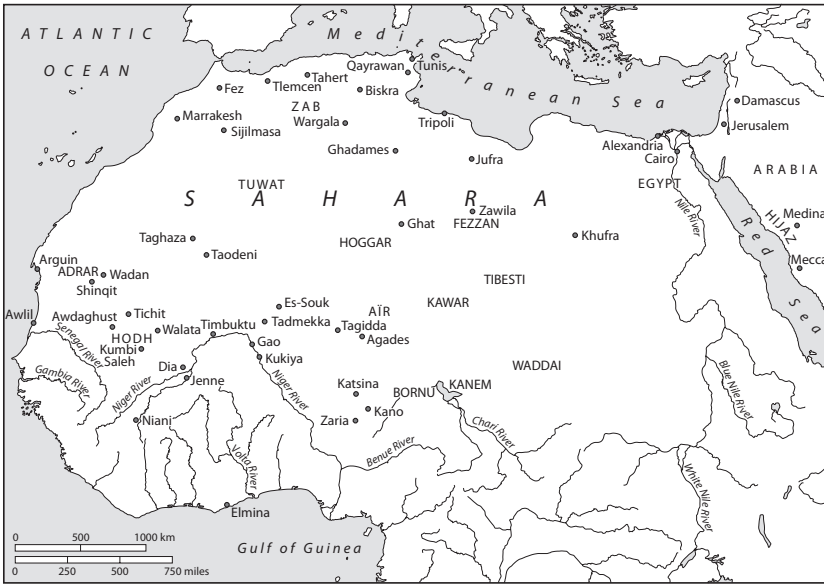 ATLANTIC
OCEAN
Mediterranean Sea
Qayrawan
Tunis
Tahert
Tlemcen
Fez
Biskra
ZAB
Wargala
Marrakesh
Sijilmasa
Tripoli
Damascus
Jerusalem
Alexandria
Cairo
Ghadames
Jufra
ARABIA
EGYPT
TUWAT
SAHARA
Zawila
FEZZAN
Ghat
Nile River
Red Sea
HIJAZ
Medina
Mecca
Taghaza
HOGGAR
Khufra
Taodeni
Arguin
ADRAR
Wadan
Shinqit
TIBESTI
KAWAR
Es-Souk
AÏR
Awlil
Awdaghust
Tichit
Walata
Timbuktu
Tadmekka
Tagidda
Agades
HODH
Kumbi
Saleh
Senegal River
Gao
Kukiya
Gambia River
Dia
Jenne
Niger River
Niger River
WADDAI
Katsina
BORNU
KANEM
Kano
Zaria
Niani
Chari River
Blue Nile River
Volta River
Benue River
White Nile River
Elmina
Gulf of Guinea
0 500 1000 km
0 250 500 750 miles